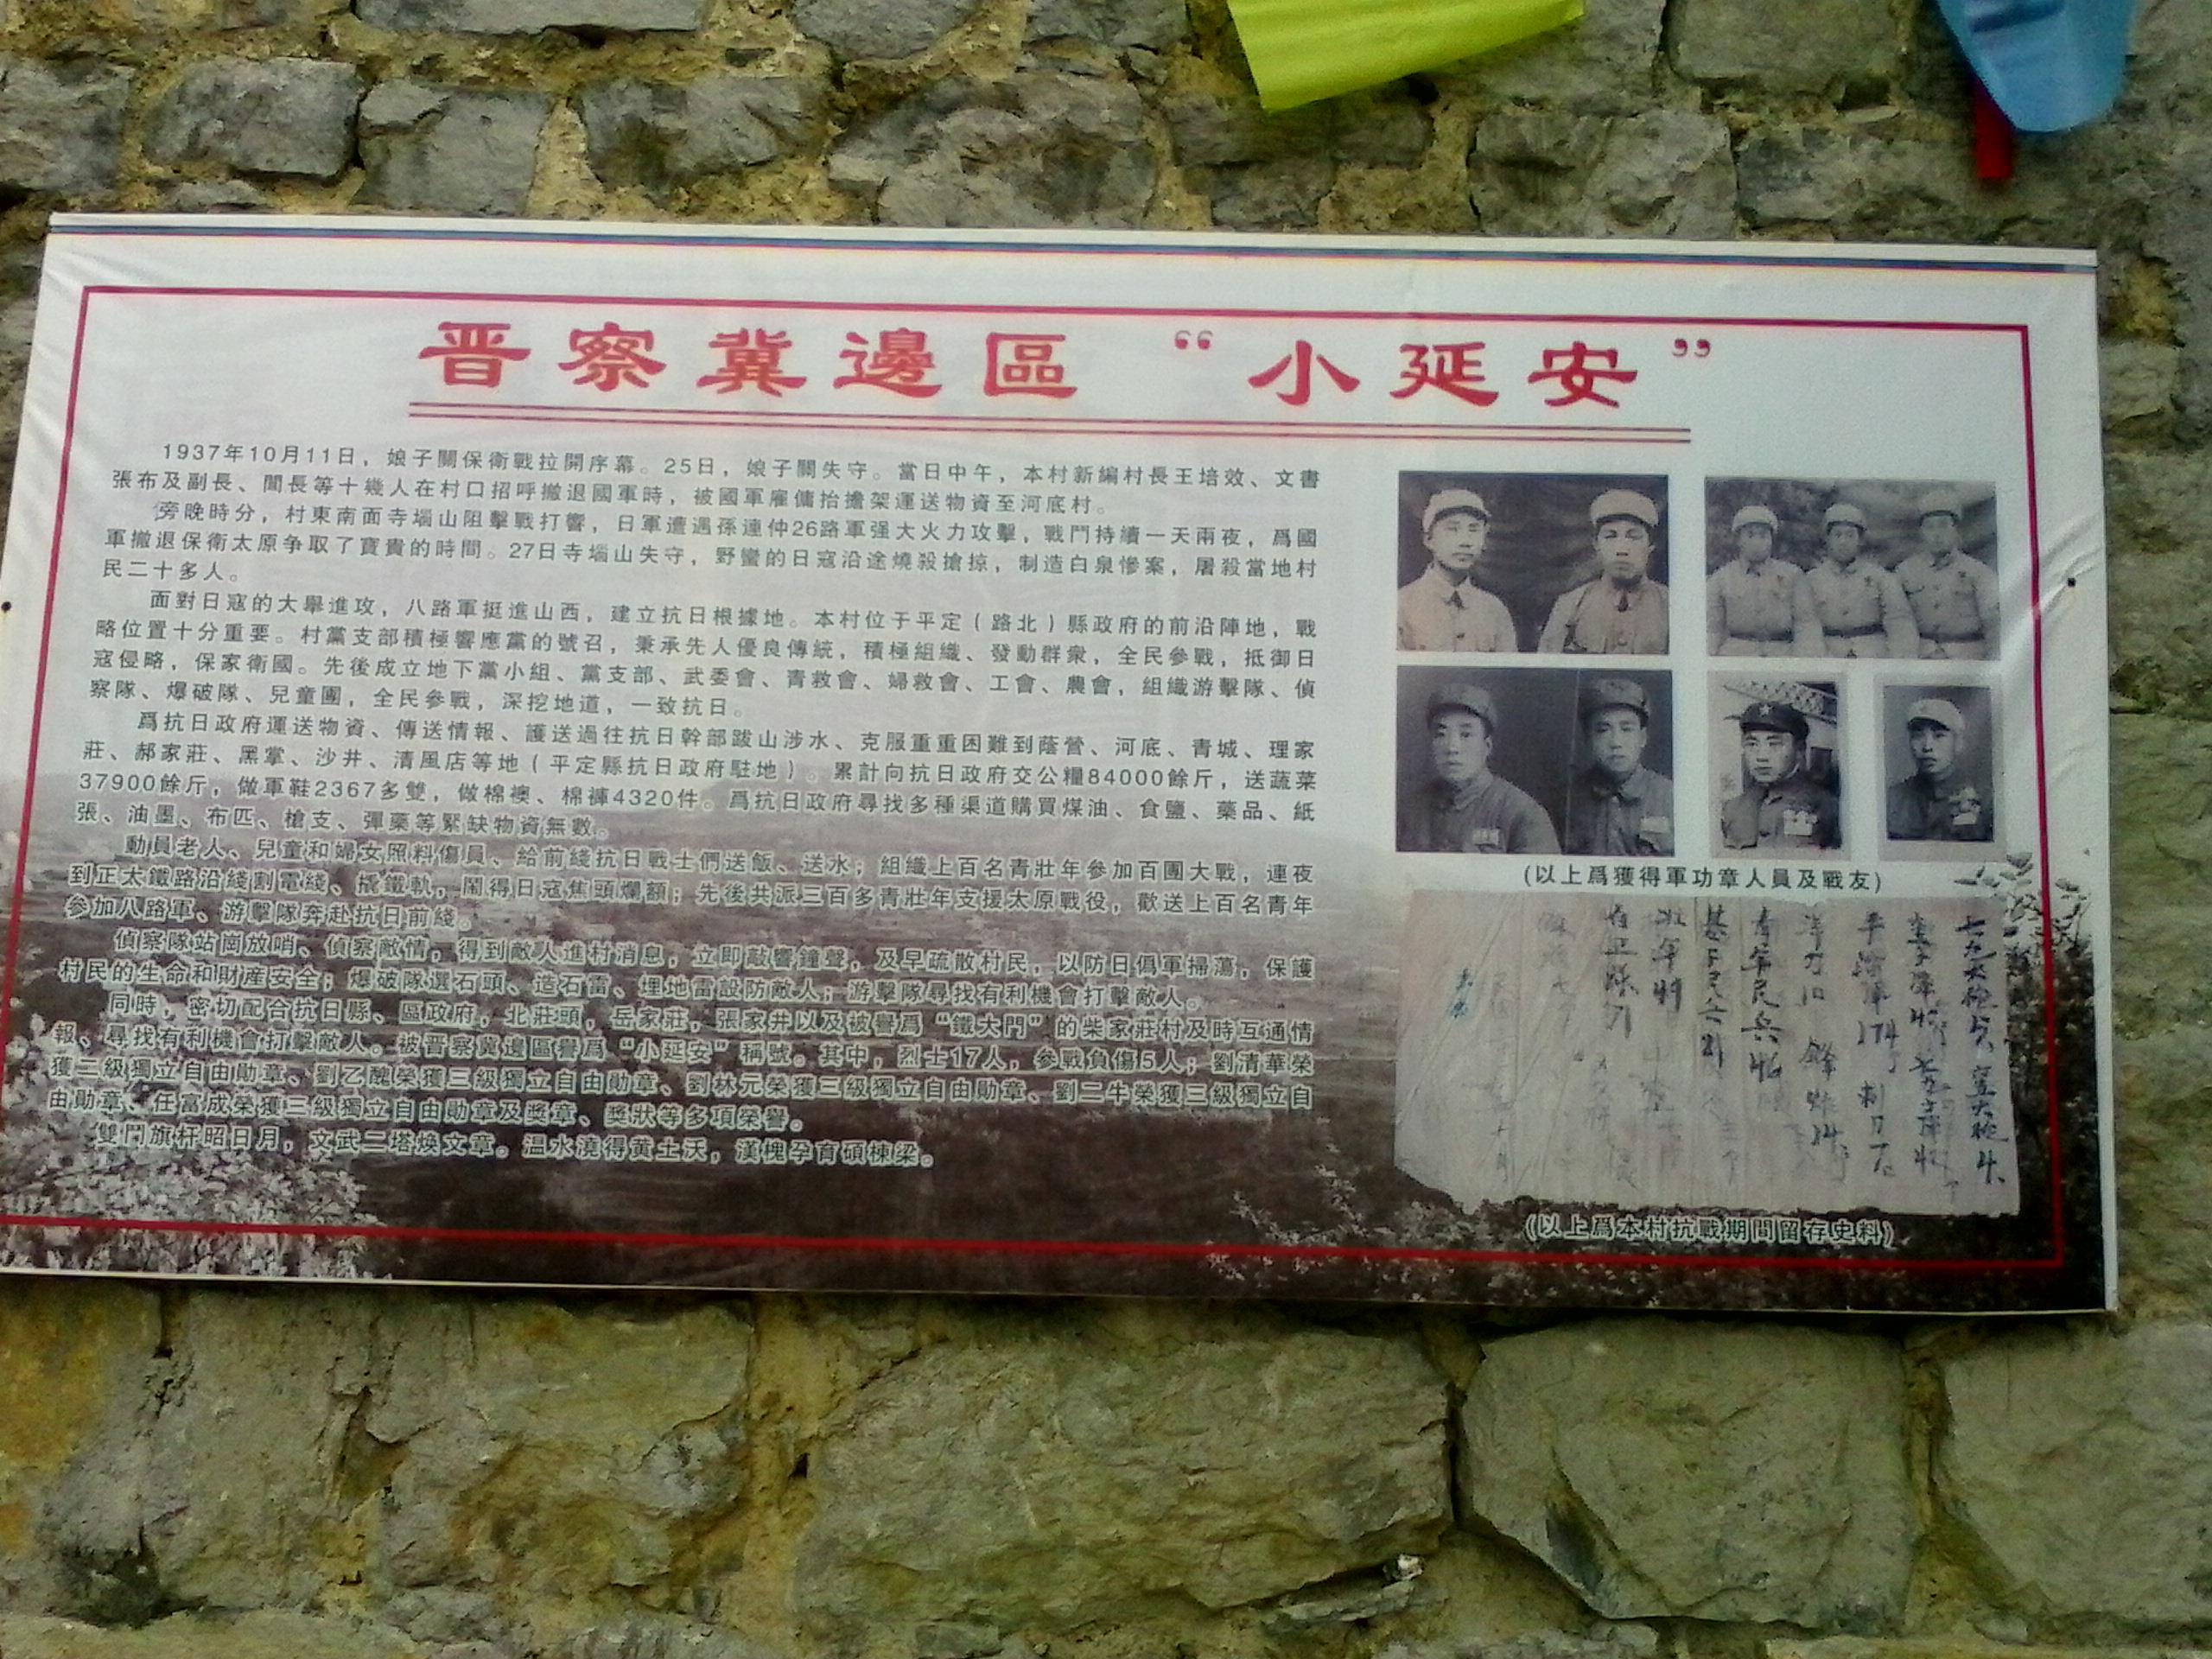 晋察冀邊區“小延安”
1937年10月11日，娘子關保衛戰拉開序幕。25日，娘子關失守。當日中午，本村新編村長王培效、文書
張布及副長、閭長等十幾人在村口招呼撤退國軍時，被國軍雇傭抬擔架運送物資至河底村。
傍晚時分，村東南面寺堖山阻擊戰打響，日軍遭遇孫連仲26路軍强大火力攻擊，戰鬥持續一天兩夜，爲國
軍撤退保衛太原争取了寶貴的時間。27日寺堖山失守，野蠻的日寇沿途燒殺搶掠，制造白泉慘案，屠殺當地村
民二十多人。
面對日寇的大舉進攻，八路軍挺進山西，建立抗日根據地。本村位于平定（路北）縣政府的前沿陣地，戰
略位置十分重要。村黨支部積極響應黨的號召，秉承先人優良傳統，積極組織、發動群衆，全民參戰，抵御日
寇侵略，保家衛國。先後成立地下黨小組、黨支部、武委會、青救會、婦救會、工會、農會，組織游擊隊、偵
察隊、爆破隊、兒童團，全民參戰，深挖地道，一致抗日。
爲抗日政府運送物資、傳送情報、護送過往抗日幹部跋山涉水、克服重重困難到蔭營、河底、青城、理家
莊、郝家莊、黑掌、沙井、清風店等地（平定縣抗日政府駐地）。累計向抗日政府交公糧84000餘斤，送蔬菜
37900餘斤，做軍鞋2367多雙，做棉襖、棉褲4320件。爲抗日政府尋找多種渠道購買煤油、食鹽、藥品、紙
張、油墨、布匹、槍支、彈藥等緊缺物資無數。
動員老人、兒童和婦女照料傷員、給前綫抗日戰士們送飯、送水；組織上百名青壯年參加百團大戰，連夜
到正太鐵路沿綫割電綫、撬鐵軌，鬧得日寇焦頭爛額；先後共派三百多青壯年支援太原戰役，歡送上百名青年
參加八路軍、游擊隊奔赴抗日前綫。
偵察隊站崗放哨、偵察敵情，得到敵人進村消息，立即敲響鐘聲，及早疏散村民，以防日僞軍掃蕩，保護
村民的生命和財産安全；爆破隊選石頭、造石雷、埋地雷設防敵人；游擊隊尋找有利機會打擊敵人。
同時，密切配合抗日縣、區政府，北莊頭，岳家莊，張家井以及被譽爲“鐵大門”的柴家莊村及時互通情
報、尋找有利機會打擊敵人。被晋察冀邊區譽爲“小延安”稱號。其中，烈士17人，參戰負傷5人；劉清華榮
獲二級獨立自由勛章、劉乙醜榮獲三級獨立自由勛章、劉林元榮獲三級獨立自由勛章、劉二牛榮獲三級獨立自
由勛章、任富成榮獲三級獨立自由勛章及獎章、獎狀等多項榮譽。
雙鬥旗杆昭日月，文武二塔焕文章。温水澆得黄土沃，漢槐孕育碩棟梁。
（以上爲獲得軍功章人員及戰友）
（以上爲本村抗戰期間留存史料）